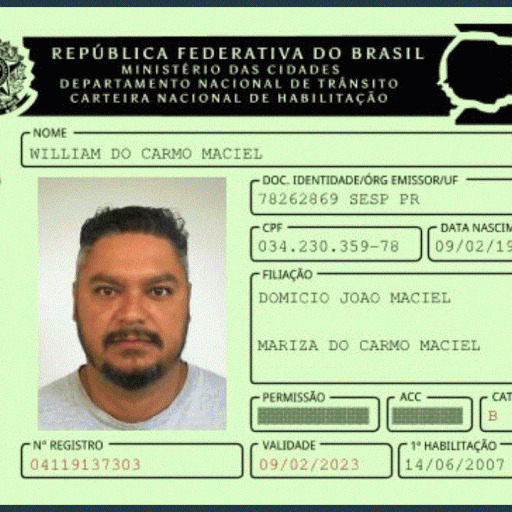 REPÚBLICA FEDERATIVA DO BRASIL
MINISTÉRIO DAS CIDADES
DEPARTAMENTO NACIONAL DE TRÂNSITO
CARTEIRA NACIONAL DE HABILITAÇÃO
NOME
WILLIAM DO CARMO MACIEL
DOC. IDENTIDADE/ÓRG EMISSOR/UF
78262869 SESP PR
CPF
034.230.359-78
DATA NASCIM
09/02/19
FILIAÇÃO
DOMICIO JOAO MACIEL
MARIZA DO CARMO MACIEL
PERMISSÃO
ACC
CAT
B
Nº REGISTRO
04119137303
VALIDADE
09/02/2023
1ª HABILITAÇÃO
14/06/2007